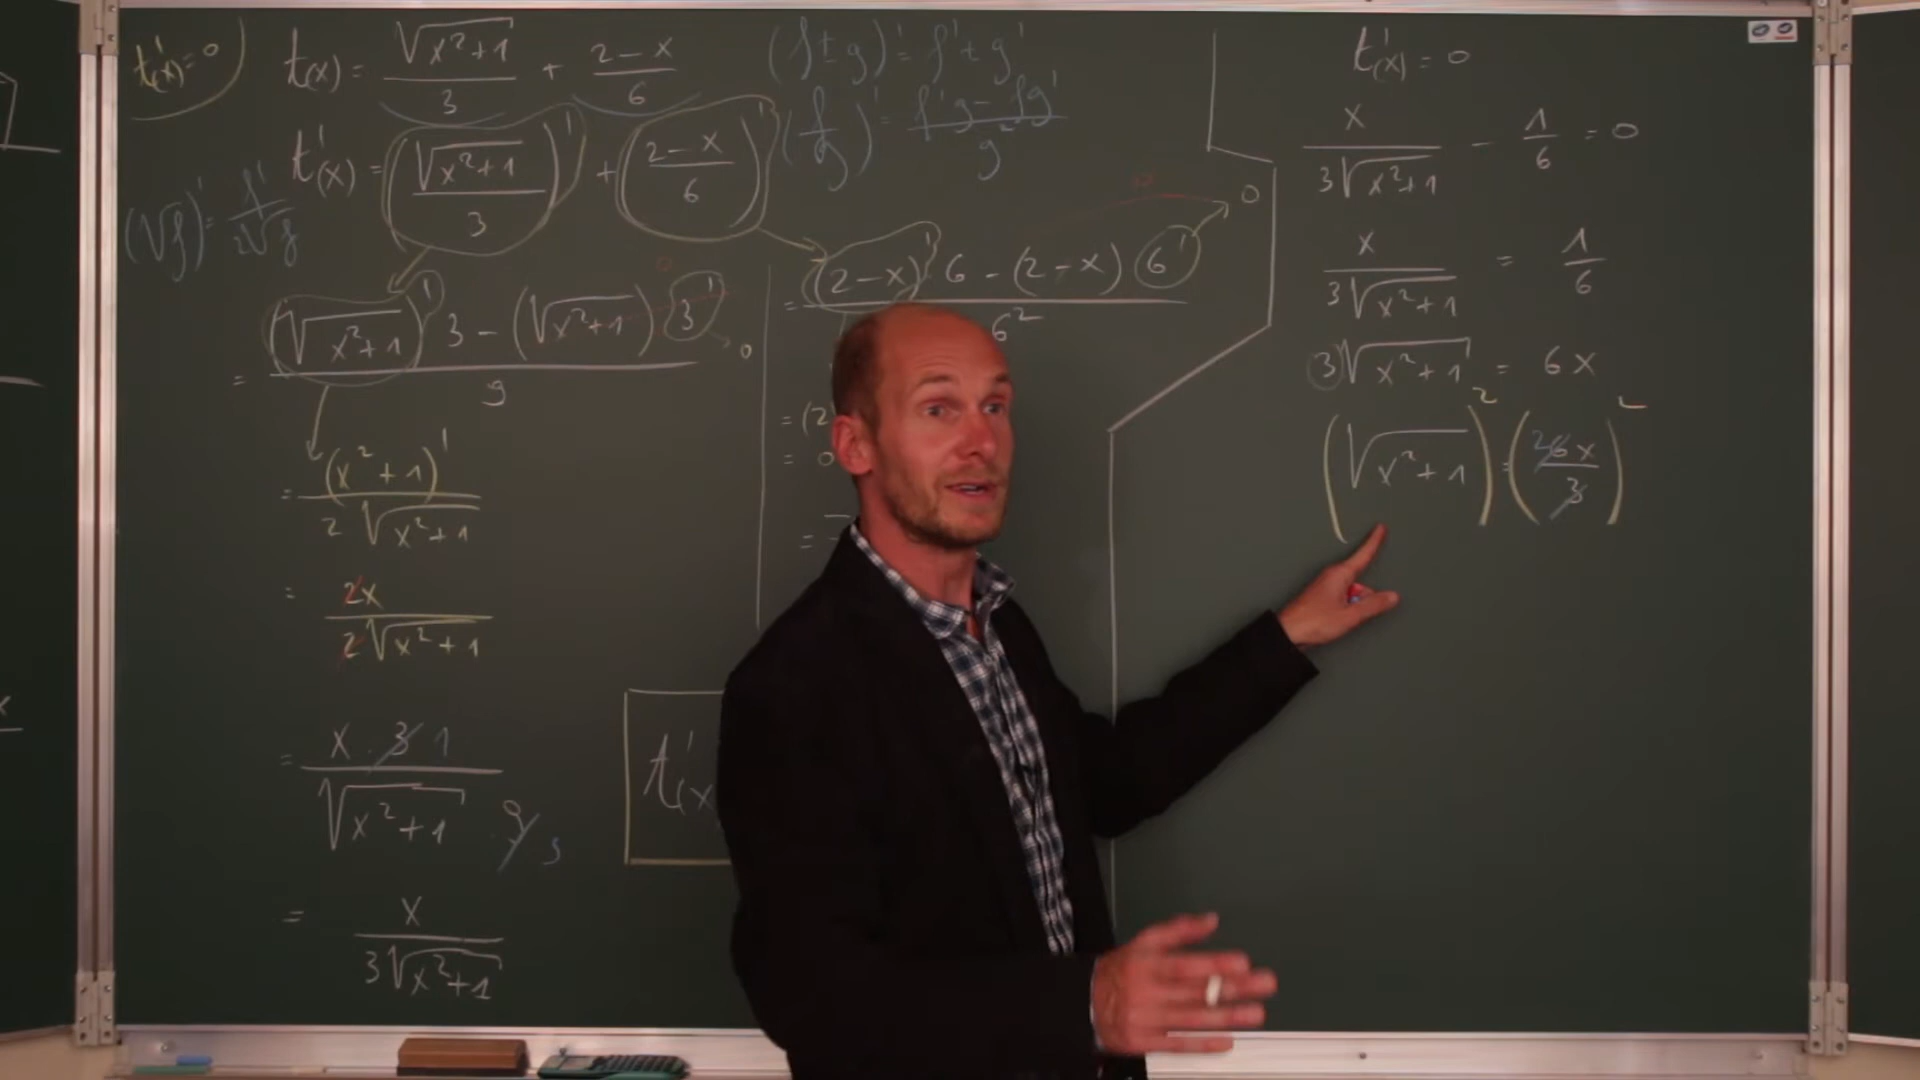 t'(x) = 0
t(x) = √(x²+1)/3 + (2-x)/6
(f±g)' = f'±g'
t'(x) = (√(x²+1)/3)' + ((2-x)/6)'
(f/g)' = (f'g - fg')/g²
(√f)' = f'/2√f
= ((√(x²+1))' 3 - (√(x²+1)) 3')/9
0
= (x²+1)'/2√(x²+1)
= 2x/2√(x²+1)
= x·3 1/√(x²+1) · 9/3
= x/3√(x²+1)
= ((2-x)' 6 - (2-x) 6')/6²
0
= (2
= 0
= -
t'(x
t'(x) = 0
x/3√(x²+1) - 1/6 = 0
x/3√(x²+1) = 1/6
3√(x²+1) = 6x
(√(x²+1))² = (2 6x/3)²